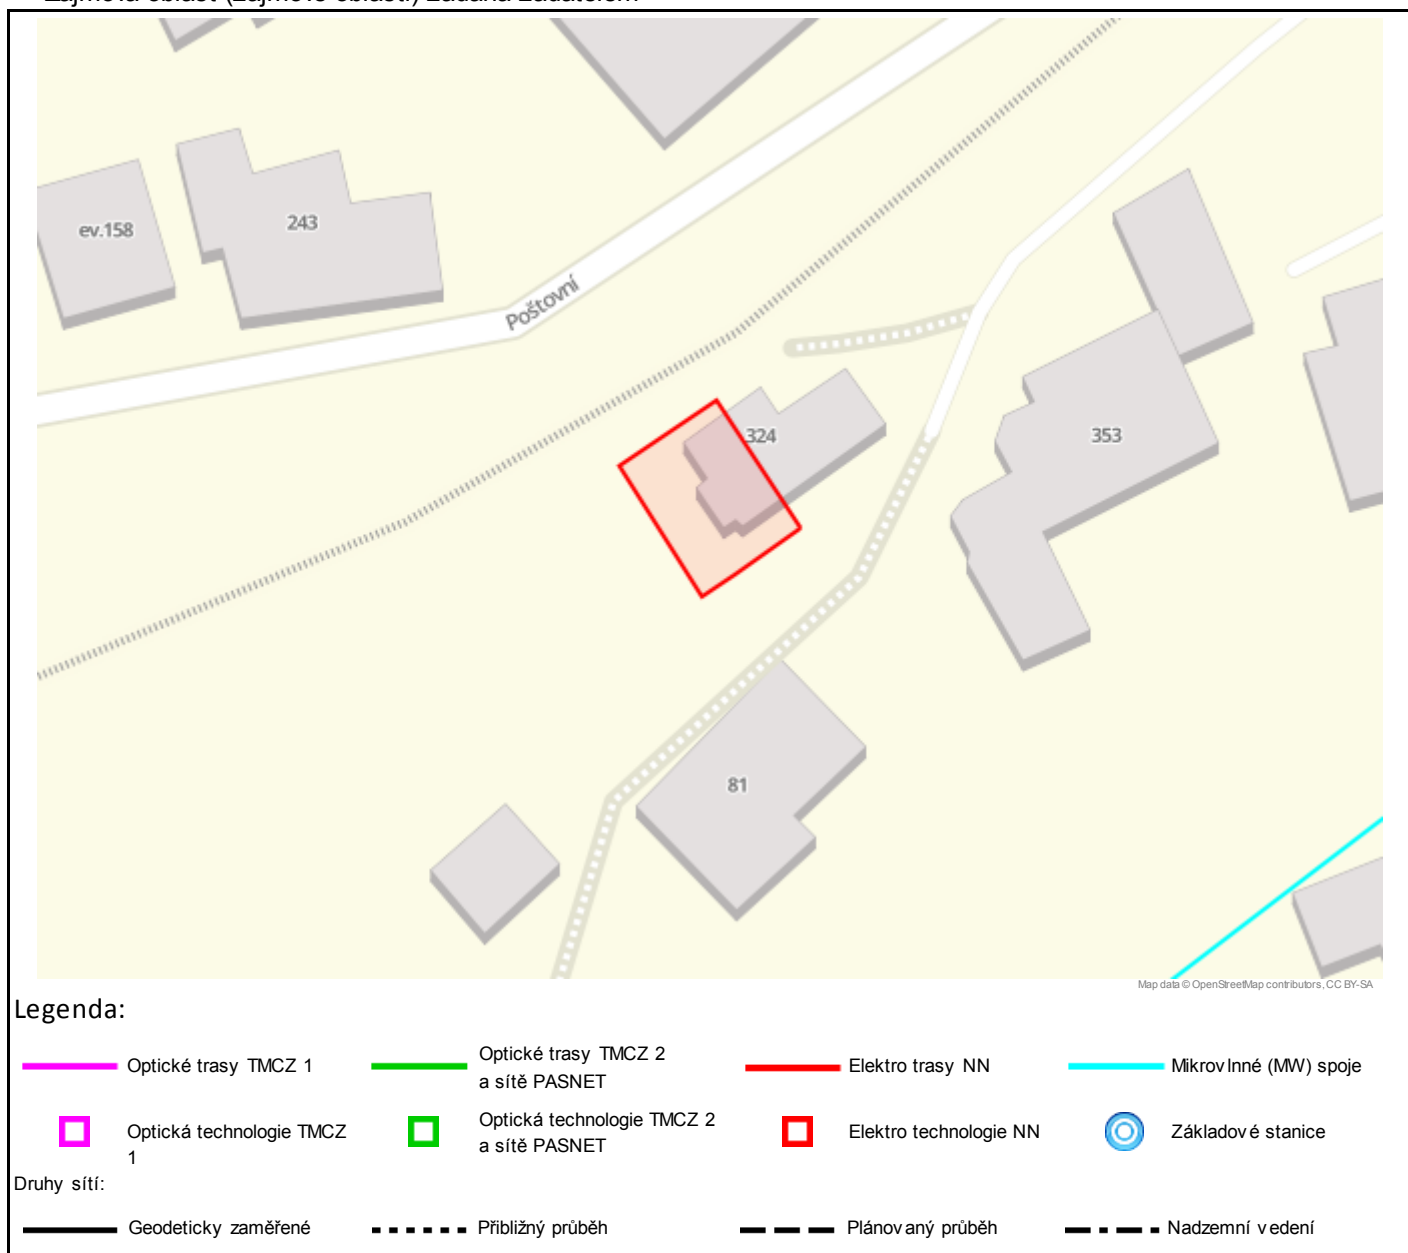 243
ev.158
Poštovní
324
353
81
Map data © OpenStreetMap contributors, CC BY-SA
Legenda:
Optické trasy TMCZ 1
Optické trasy TMCZ 2
a sítě PASNET
Elektro trasy NN
Mikrovlnné (MW) spoje
Optická technologie TMCZ
1
Optická technologie TMCZ 2
a sítě PASNET
Elektro technologie NN
Základové stanice
Druhy sítí:
Geodeticky zaměřené
Přibližný průběh
Plánovaný průběh
Nadzemní vedení